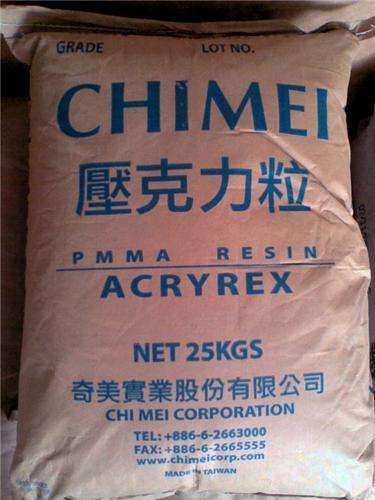 GRADE LOT NO.
CHIMEI
壓克力粒
PMMA RESIN
ACRYREX
NET 25KGS
奇美實業股份有限公司
CHI MEI CORPORATION
TEL: +886-6-2663000
FAX: +886-6-2665555
www.chimeicorp.com
MADE IN TAIWAN